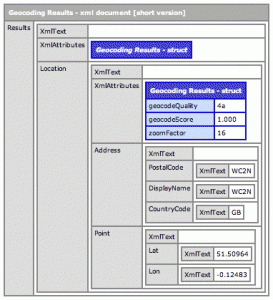 Geocoding Results - xml document [short version]
Results
XmlText
XmlAttributes
Geocoding Results - struct
Location
XmlText
XmlAttributes
Geocoding Results - struct
geocodeQuality 4a
geocodeScore 1.000
zoomFactor 16
Address
XmlText
PostalCode XmlText WC2N
DisplayName XmlText WC2N
CountryCode XmlText GB
Point
XmlText
Lat XmlText 51.50964
Lon XmlText -0.12483